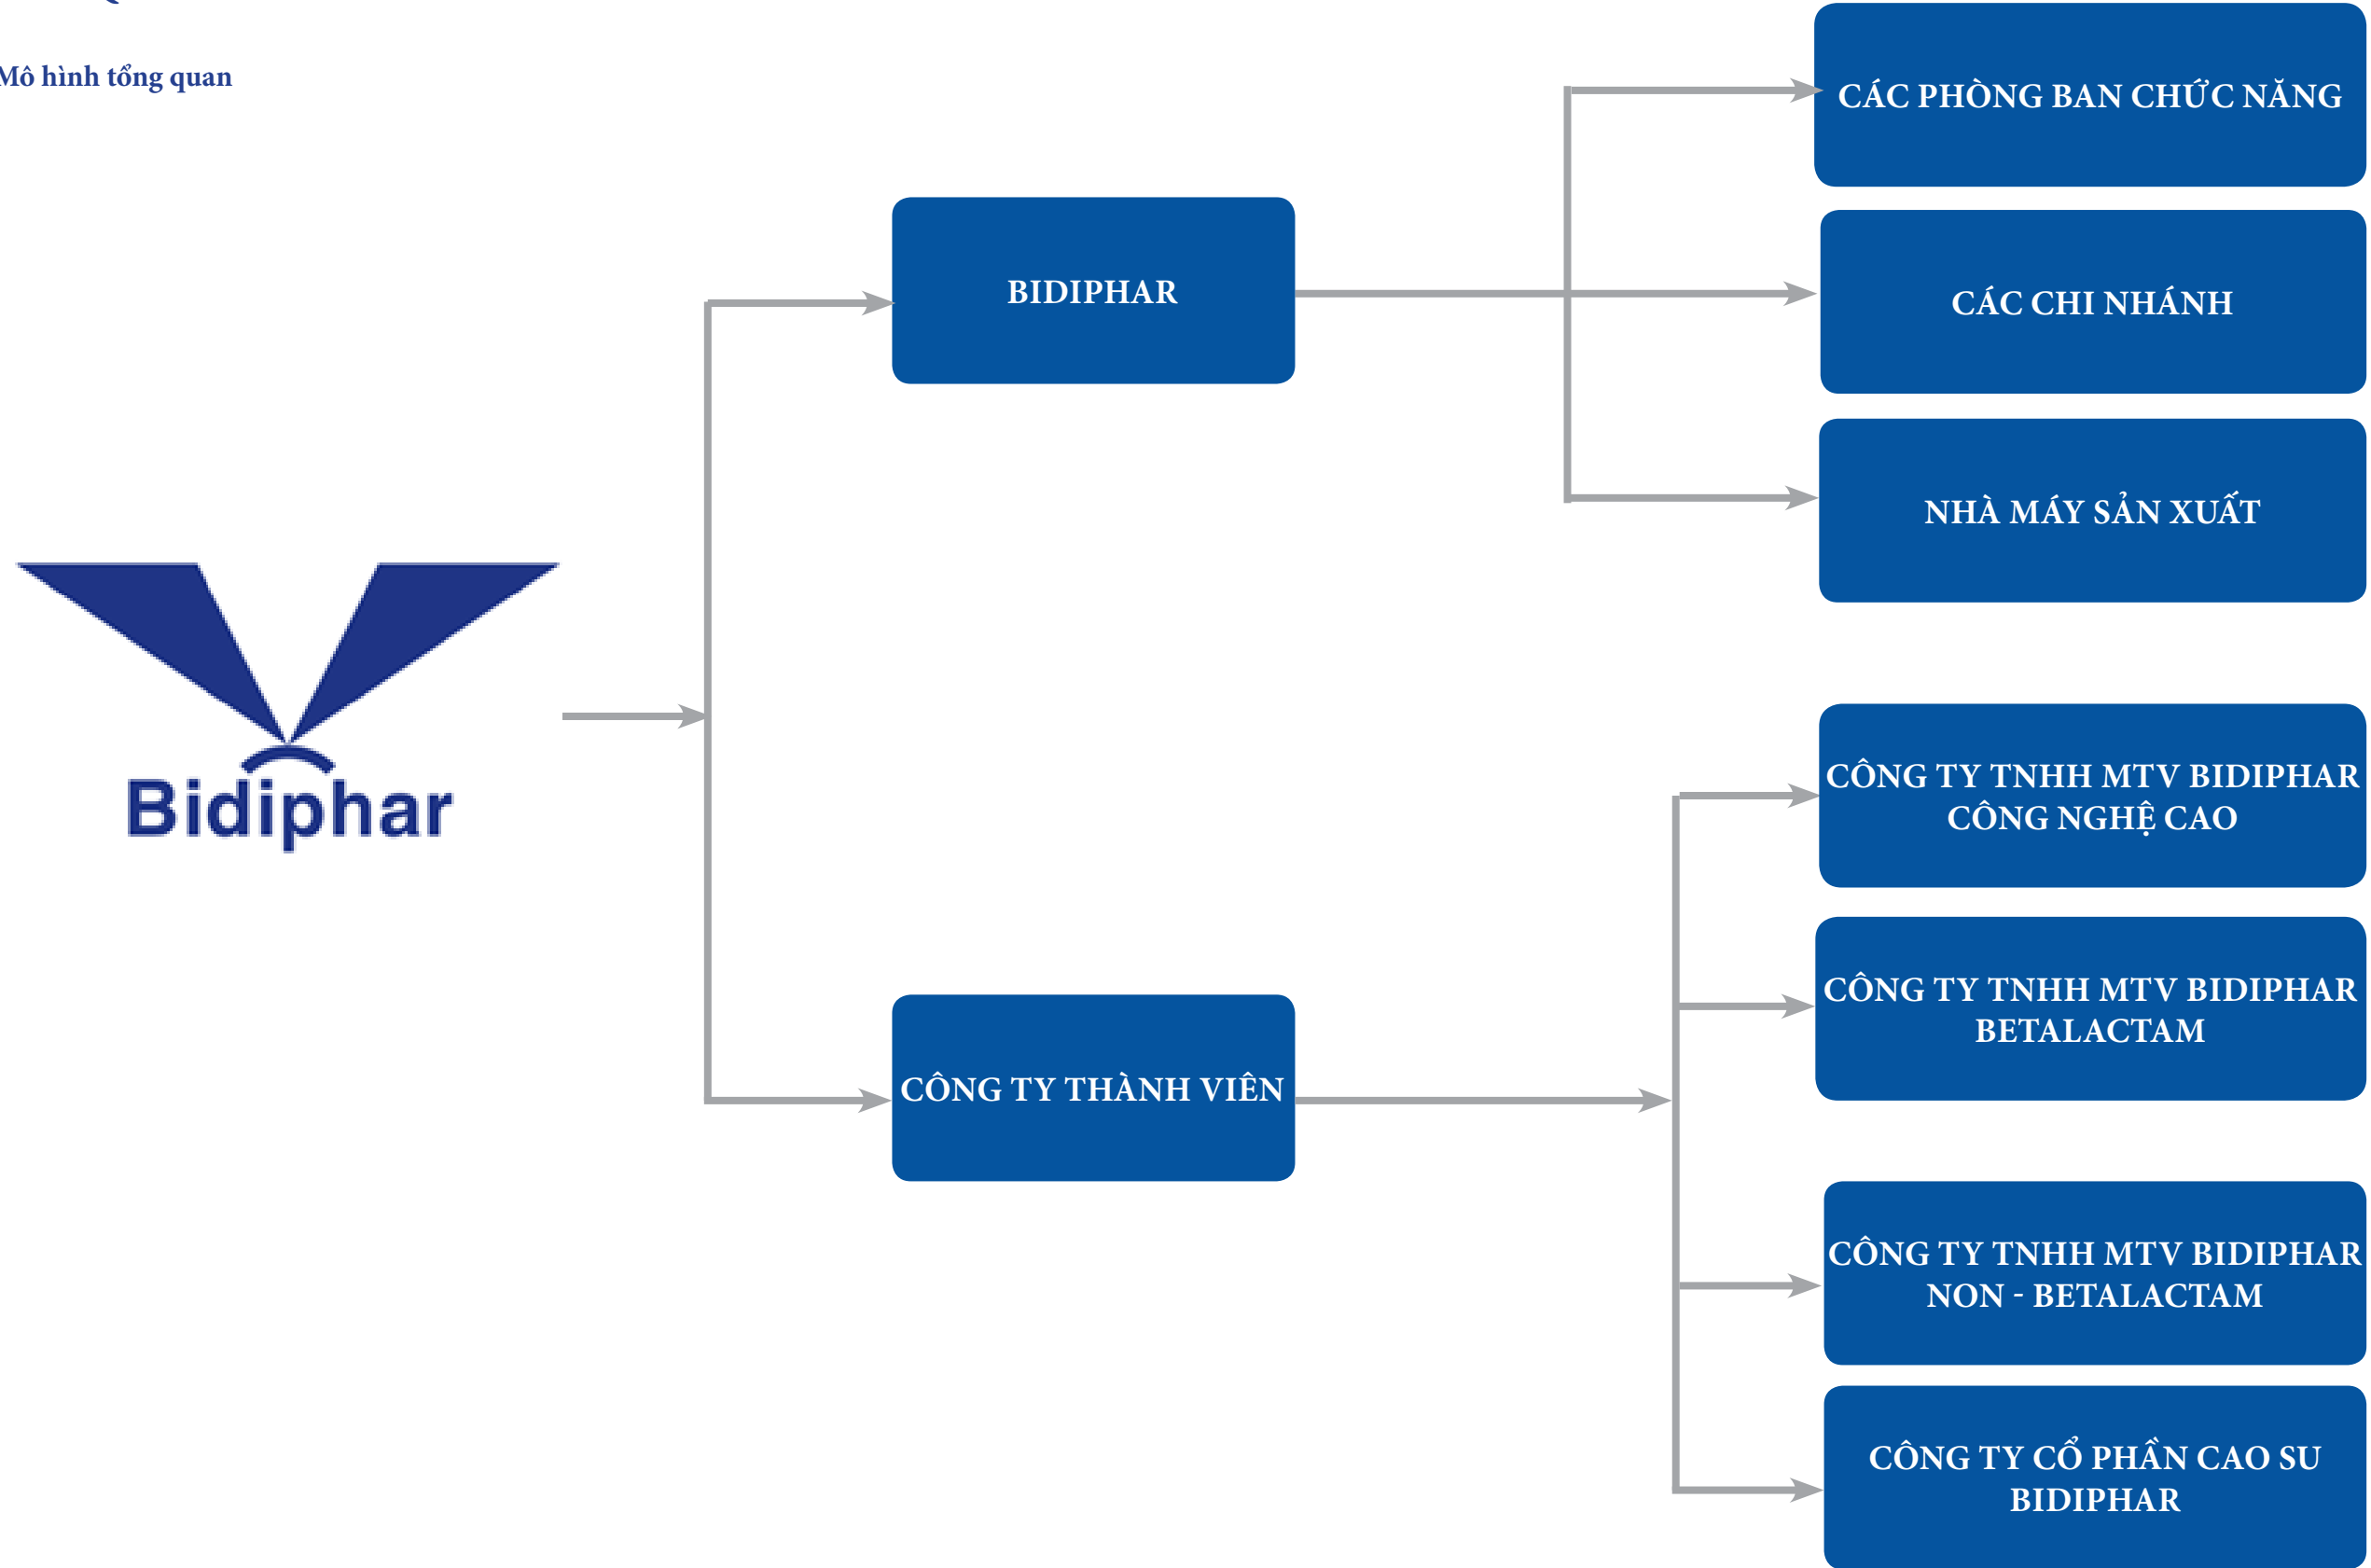 Mô hình tổng quan
CÁC PHÒNG BAN CHỨC NĂNG
BIDIPHAR
CÁC CHI NHÁNH
NHÀ MÁY SẢN XUẤT
Bidiphar
CÔNG TY TNHH MTV BIDIPHAR
CÔNG NGHỆ CAO
CÔNG TY TNHH MTV BIDIPHAR
BETALACTAM
CÔNG TY THÀNH VIÊN
CÔNG TY TNHH MTV BIDIPHAR
NON - BETALACTAM
CÔNG TY CỔ PHẦN CAO SU
BIDIPHAR